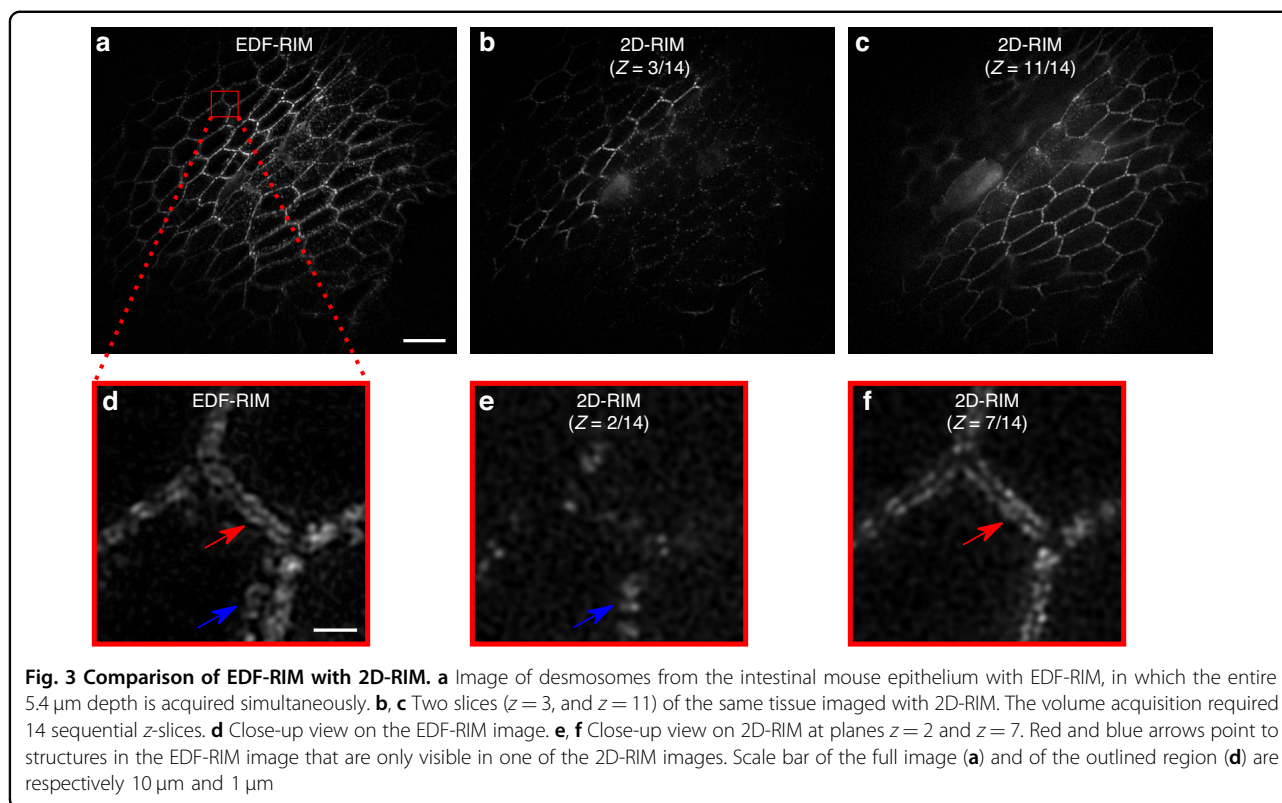 a
EDF-RIM
b
2D-RIM
(Z = 3/14)
c
2D-RIM
(Z = 11/14)
d
EDF-RIM
e
2D-RIM
(Z = 2/14)
f
2D-RIM
(Z = 7/14)
Fig. 3 Comparison of EDF-RIM with 2D-RIM. a Image of desmosomes from the intestinal mouse epithelium with EDF-RIM, in which the entire
5.4 μm depth is acquired simultaneously. b, c Two slices (z = 3, and z = 11) of the same tissue imaged with 2D-RIM. The volume acquisition required
14 sequential z-slices. d Close-up view on the EDF-RIM image. e, f Close-up view on 2D-RIM at planes z = 2 and z = 7. Red and blue arrows point to
structures in the EDF-RIM image that are only visible in one of the 2D-RIM images. Scale bar of the full image (a) and of the outlined region (d) are
respectively 10 μm and 1 μm